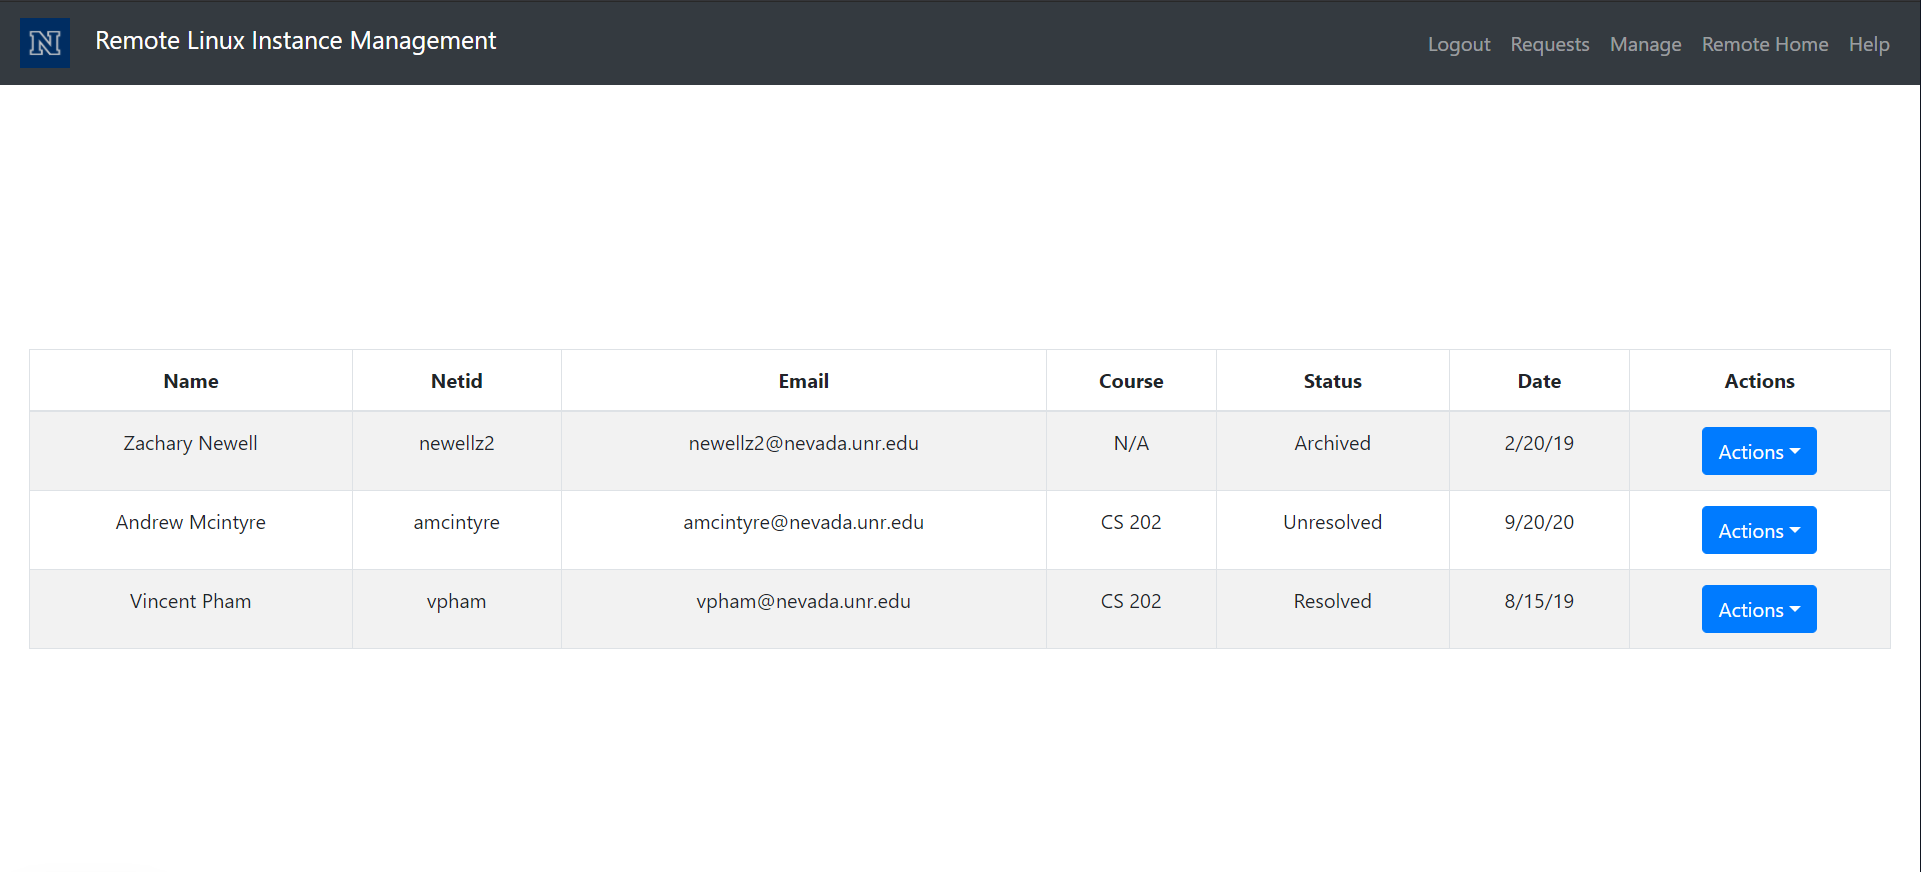 N Remote Linux Instance Management Logout Requests Manage Remote Home Help
Name Netid Email Course Status Date Actions
Zachary Newell newellz2 newellz2@nevada.unr.edu N/A Archived 2/20/19 Actions
Andrew Mcintyre amcintyre amcintyre@nevada.unr.edu CS 202 Unresolved 9/20/20 Actions
Vincent Pham vpham vpham@nevada.unr.edu CS 202 Resolved 8/15/19 Actions